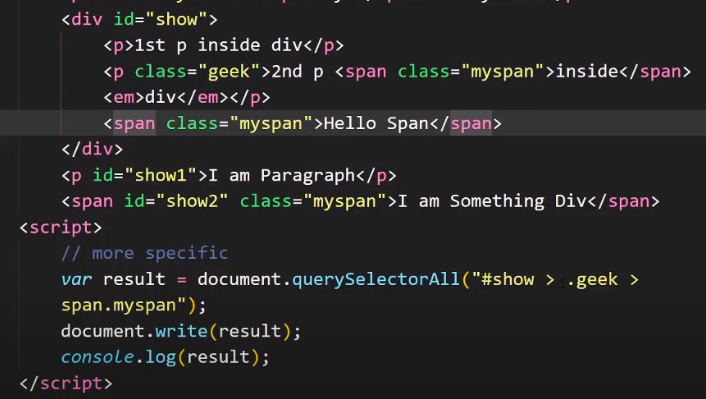 <div id="show">
<p>1st p inside div</p>
<p class="geek">2nd p <span class="myspan">inside</span>
<em>div</em></p>
<span class="myspan">Hello Span</span>
</div>
<p id="show1">I am Paragraph</p>
<span id="show2" class="myspan">I am Something Div</span>
<script>
// more specific
var result = document.querySelectorAll("#show > .geek >
span.myspan");
document.write(result);
console.log(result);
</script>